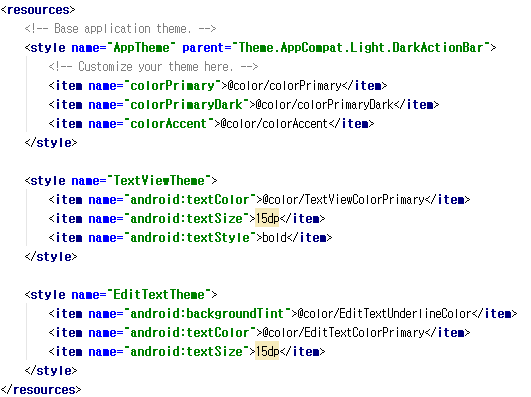 <resources>
    <!-- Base application theme. -->
    <style name="AppTheme" parent="Theme.AppCompat.Light.DarkActionBar">
        <!-- Customize your theme here. -->
        <item name="colorPrimary">@color/colorPrimary</item>
        <item name="colorPrimaryDark">@color/colorPrimaryDark</item>
        <item name="colorAccent">@color/colorAccent</item>
    </style>

    <style name="TextViewTheme">
        <item name="android:textColor">@color/TextViewColorPrimary</item>
        <item name="android:textSize">15dp</item>
        <item name="android:textStyle">bold</item>
    </style>

    <style name="EditTextTheme">
        <item name="android:backgroundTint">@color/EditTextUnderlineColor</item>
        <item name="android:textColor">@color/EditTextColorPrimary</item>
        <item name="android:textSize">15dp</item>
    </style>
</resources>